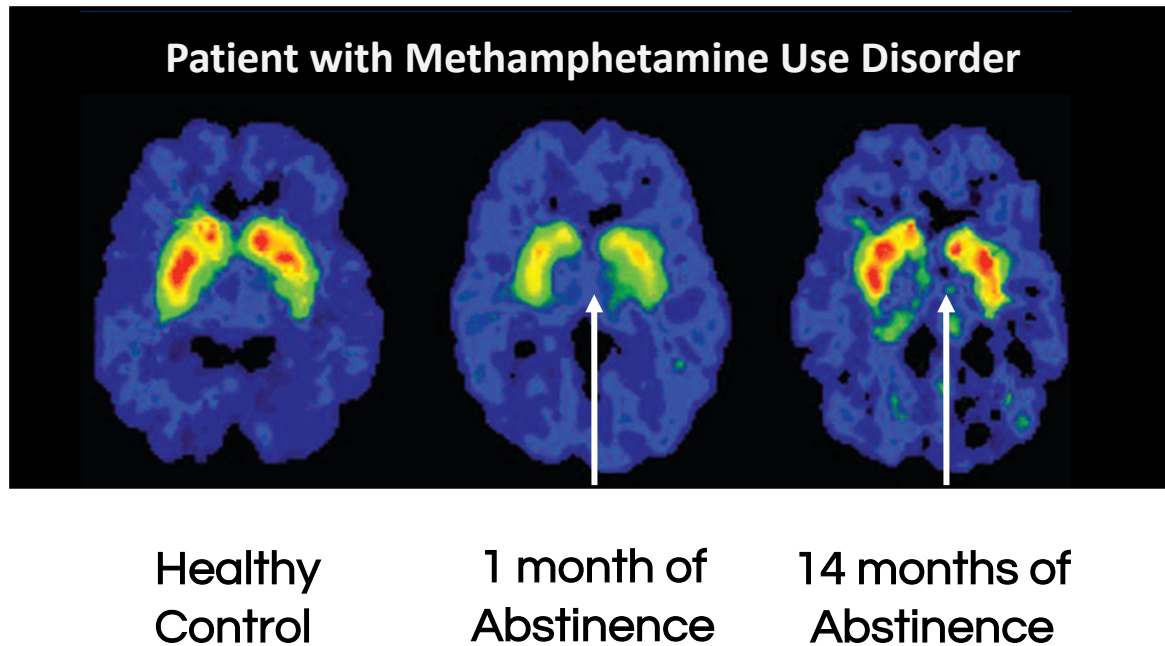 Patient with Methamphetamine Use Disorder
Healthy
Control
1 month of
Abstinence
14 months of
Abstinence